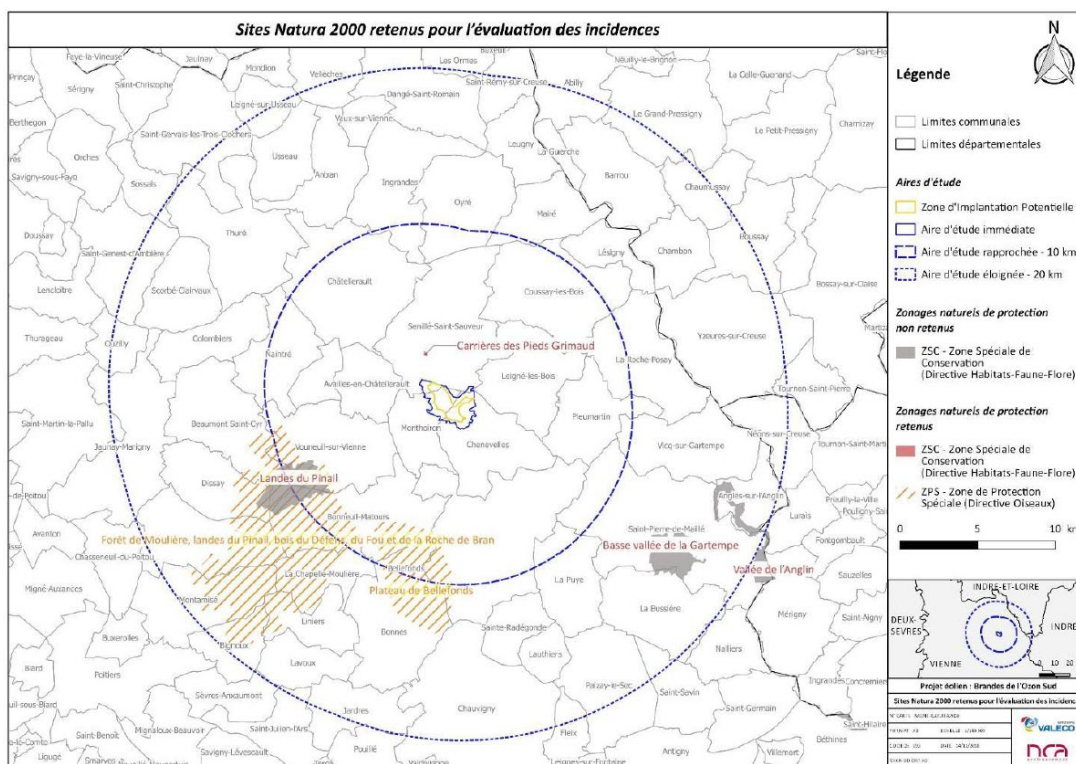 Sites Natura 2000 retenus pour l'évaluation des incidences
Faye-la-Vineuse
Jaulnay
Mondion
Vellèches
Les Ormes
Buxeuil
Neuilly-le-Brignon
Sérigny
Saint-Christophe
Leigné-sur-Usseau
Dangé-Saint-Romain
Saint-Rémy-sur-Creuse
Abilly
La Celle-Guenand
Berthegon
Vaux-sur-Vienne
Le Grand-Pressigny
Saint-Gervais-les-Trois-Clochers
Leugny
Le Petit-Pressigny
Charnizay
Orches
Usseau
La Guerche
Savigny-sous-Faye
Sossais
Antran
Ingrandes
Barrou
Chaumussay
Oyré
Mairé
Doussay
Thuré
Boussay
Saint-Genest-d'Ambière
Lésigny
Chambon
Châtellerault
Lencloître
Scorbé-Clairvaux
Coussay-les-Bois
Bossay-sur-Claise
Senillé-Saint-Sauveur
Thurageau
Ouzilly
Colombiers
Yzeures-sur-Creuse
Carrières des Pieds Grimaud
Naintré
La Roche-Posay
Availles-en-Châtellerault
Leigné-les-Bois
Tournon-Saint-Pierre
Saint-Martin-la-Pallu
Beaumont Saint-Cyr
Monthoiron
Pleumartin
Chenevelles
Jaunay-Marigny
Vouneuil-sur-Vienne
Vicq-sur-Gartempe
Néons-sur-Creuse
Tournon-Saint-Mart
Dissay
Landes du Pinail
Angles-sur-l'Anglin
Preuilly-la-Ville
Lurais
Bonneuil-Matours
Saint-Pierre-de-Maillé
Avanton
Forêt de Moulière, landes du Pinail, bois du Défens, du Fou et de la Roche de Bran
Basse vallée de la Gartempe
Fontgombault
Chasseneuil-du-Poitou
Bellefonds
Vallée de l'Anglin
Migné-Auxances
La Chapelle-Moulière
La Puye
Sauzelles
Plateau de Bellefonds
Montamisé
La Bussière
Mérigny
Liniers
Sainte-Radégonde
Saint-Aigny
Buxerolles
Bignoux
Bonnes
Nalliers
Lauthiers
Biard
Poitiers
Lavoux
Paizay-le-Sec
Ingrandes
Sèvres-Anxaumont
Saint-Savin
Chauvigny
Saint-Germain
Jardres
Saint-Benoît
Mignaloux-Beauvoir
Saint-Julien-l'Ars
Fleix
Saint-Hilaire
Béthines
Smarves
Savigny-Lévescault
Pouillé
Antigny
Villemort
N
Légende
Limites communales
Limites départementales
Aires d'étude
Zone d'Implantation Potentielle
Aire d'étude immédiate
Aire d'étude rapprochée - 10 km
Aire d'étude éloignée - 20 km
Zonages naturels de protection
non retenus
ZSC - Zone Spéciale de
Conservation
(Directive Habitats-Faune-Flore)
Zonages naturels de protection
retenus
ZSC - Zone Spéciale de
Conservation
(Directive Habitats-Faune-Flore)
ZPS - Zone de Protection
Spéciale (Directive Oiseaux)
0 5 10 km
INDRE-ET-LOIRE
DEUX-
SEVRES
INDRE
VIENNE
0 10 20
Projet éolien : Brandes de l'Ozon Sud
Sites Natura 2000 retenus pour l'évaluation des incidences
VALECO
nca